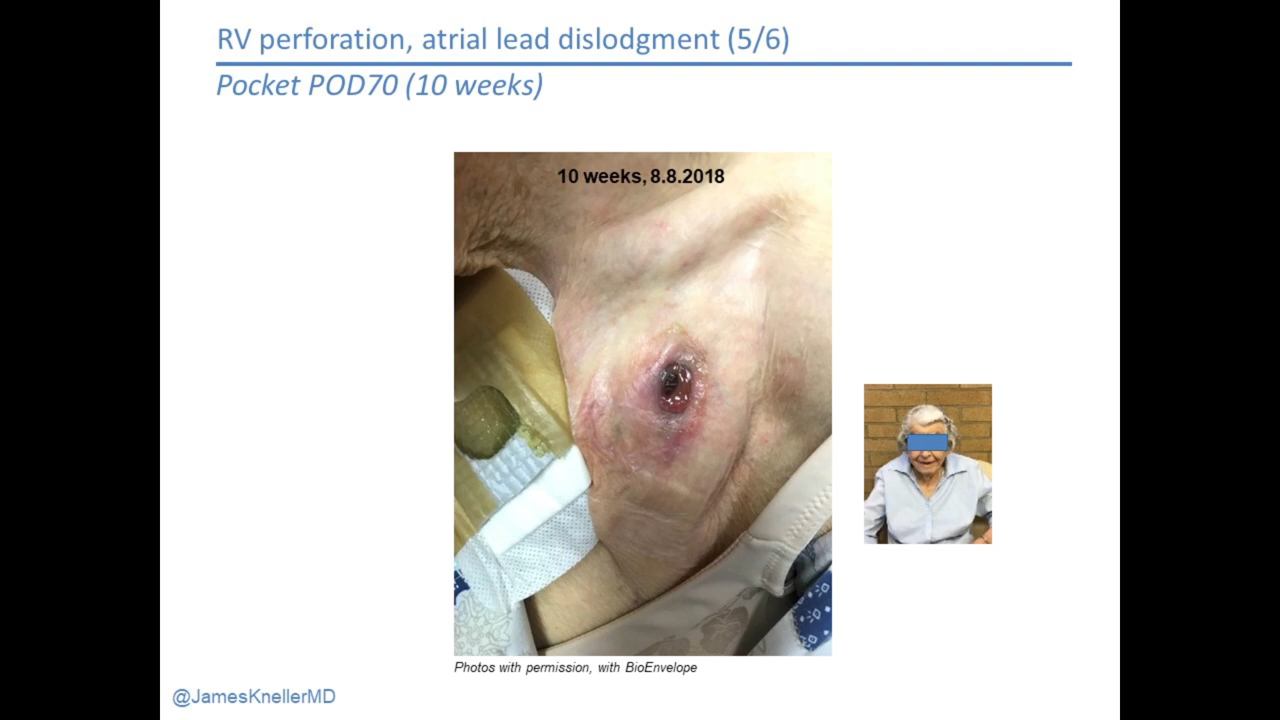 RV perforation, atrial lead dislodgment (5/6)
Pocket POD70 (10 weeks)
10 weeks, 8.8.2018
Photos with permission, with BioEnvelope
@JamesKnellerMD